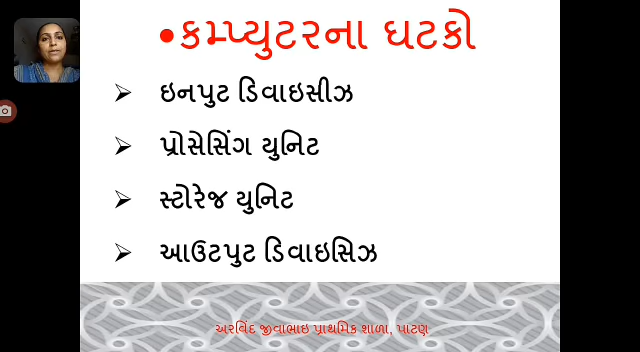 •કમ્પ્યુટરના ઘટકો
➢ ઇનપુટ ડિવાઇસીઝ
➢ પ્રોસેસિંગ યુનિટ
➢ સ્ટોરેજ યુનિટ
➢ આઉટપુટ ડિવાઇસિઝ
અરવિંદ જીવાભાઇ પ્રાથમિક શાળા, પાટણ